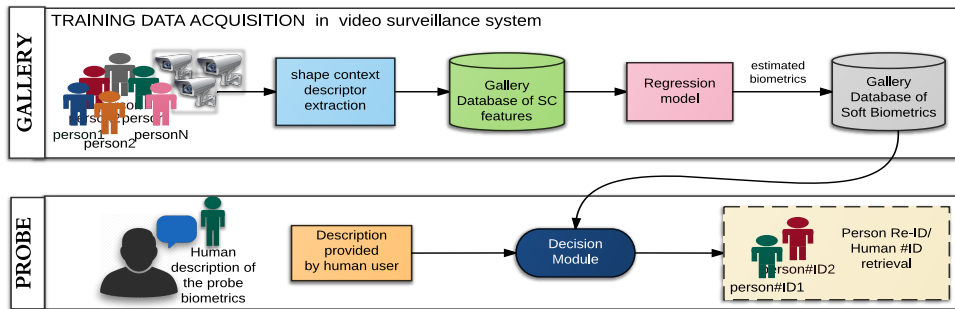 GALLERY
TRAINING DATA ACQUISITION in video surveillance system
person1
person2
personN
shape context
descriptor
extraction
Gallery
Database of SC
features
Regression
model
estimated
biometrics
Gallery
Database of
Soft Biometrics
PROBE
Human
description of
the probe
biometrics
Description
provided
by human user
Decision
Module
person#ID1
person#ID2
Person Re-ID/
Human #ID
retrieval